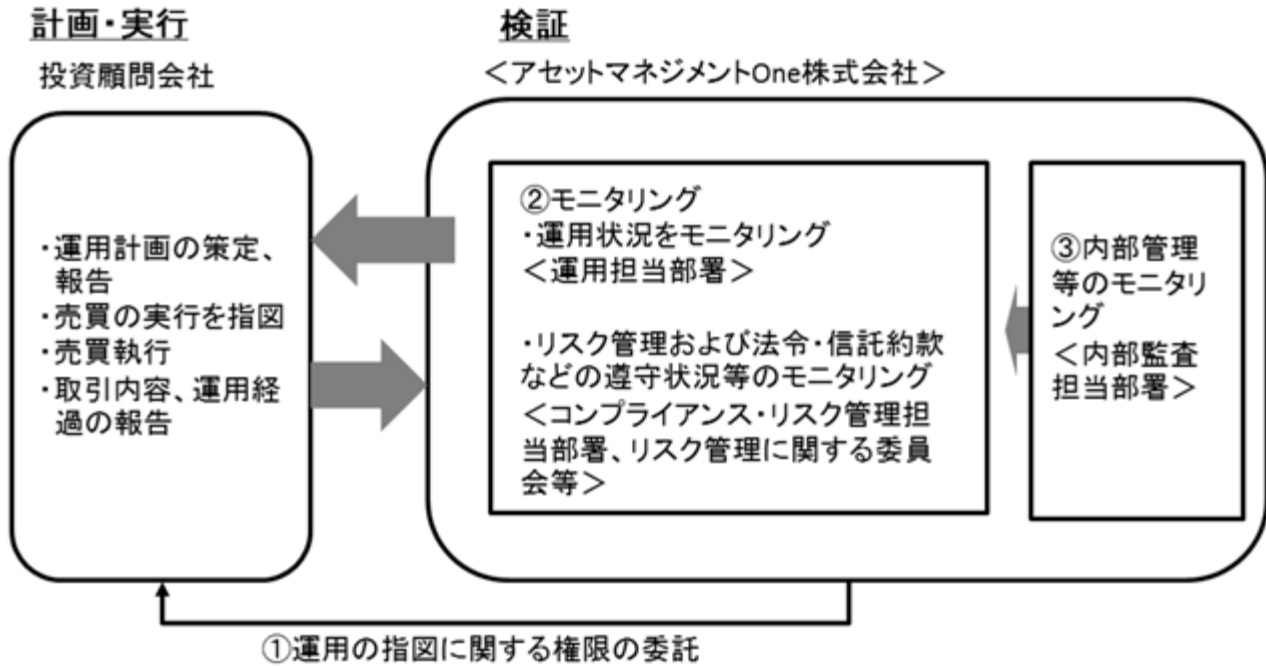 計画・実行
投資顧問会社
・運用計画の策定、
報告
・売買の実行を指図
・売買執行
・取引内容、運用経
過の報告
検証
＜アセットマネジメントOne株式会社＞
②モニタリング
・運用状況をモニタリング
＜運用担当部署＞
・リスク管理および法令・信託約款
などの遵守状況等のモニタリング
＜コンプライアンス・リスク管理担
当部署、リスク管理に関する委員
会等＞
③内部管理
等のモニタリ
ング
＜内部監査
担当部署＞
①運用の指図に関する権限の委託